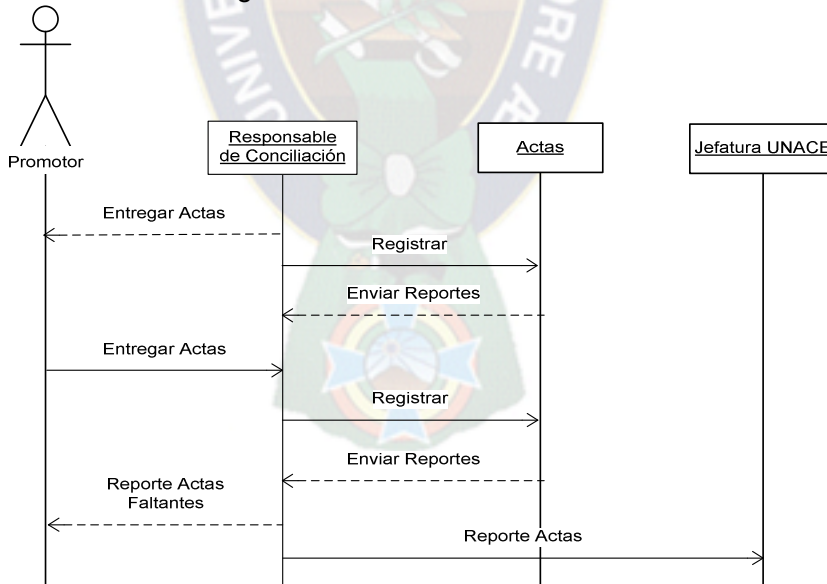 Responsable
de Conciliación
Actas
Jefatura UNACE
Promotor
Entregar Actas
Registrar
Enviar Reportes
Entregar Actas
Registrar
Enviar Reportes
Reporte Actas
Faltantes
Reporte Actas